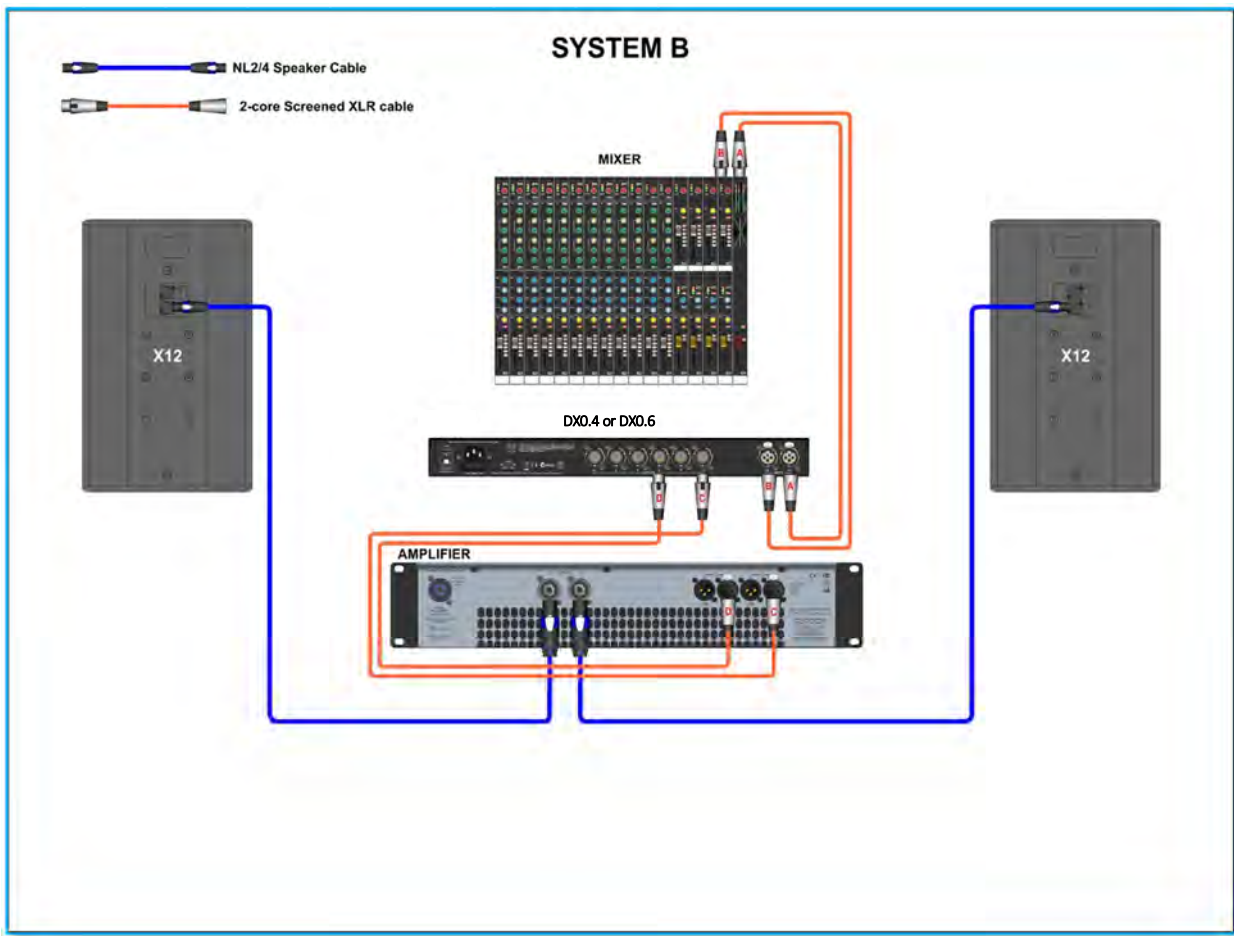 SYSTEM B
NL2/4 Speaker Cable
2-core Screened XLR cable
B
A
MIXER
X12
X12
DX0.4 or DX0.6
D
C
B
A
AMPLIFIER
D
C